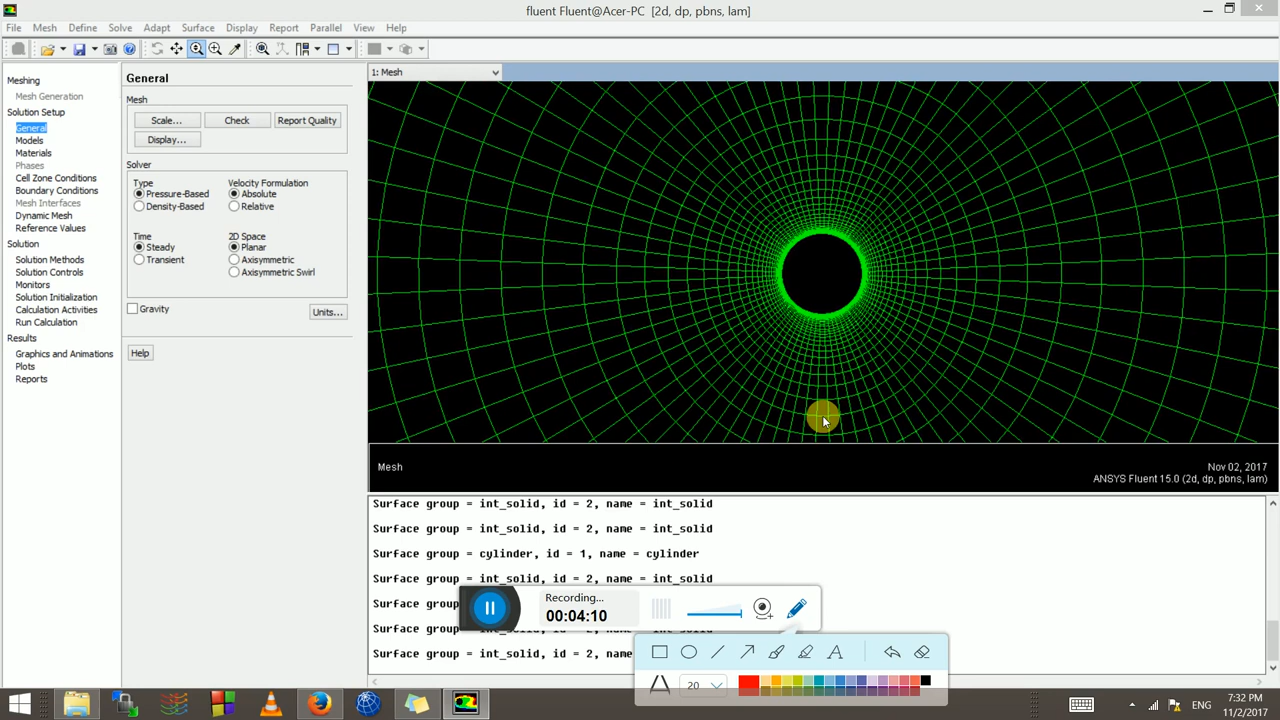 fluent Fluent@Acer-PC [2d, dp, pbns, lam]
File Mesh Define Solve Adapt Surface Display Report Parallel View Help
Meshing
Mesh Generation
Solution Setup
General
Models
Materials
Phases
Cell Zone Conditions
Boundary Conditions
Mesh Interfaces
Dynamic Mesh
Reference Values
Solution
Solution Methods
Solution Controls
Monitors
Solution Initialization
Calculation Activities
Run Calculation
Results
Graphics and Animations
Plots
Reports
General
Mesh
Scale... Check Report Quality
Display...
Solver
Type Velocity Formulation
Pressure-Based Absolute
Density-Based Relative
Time 2D Space
Steady Planar
Transient Axisymmetric
Axisymmetric Swirl
Gravity Units...
Help
1: Mesh
Mesh
Nov 02, 2017
ANSYS Fluent 15.0 (2d, dp, pbns, lam)
Surface group = int_solid, id = 2, name = int_solid
Surface group = int_solid, id = 2, name = int_solid
Surface group = cylinder, id = 1, name = cylinder
Surface group = int_solid, id = 2, name = int_solid
Surface group
Surface group = int_solid, id = 2, name = int_solid
Surface group = int_solid, id = 2, name
Recording...
00:04:10
20
ENG
7:32 PM
11/2/2017